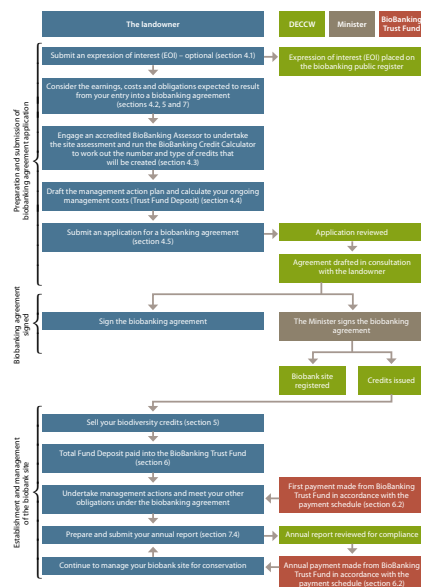 The landowner
DECCW
Minister
BioBanking
Trust Fund
Preparation and submission of
biobanking agreement application
Submit an expression of interest (EOI) – optional (section 4.1)
Expression of interest (EOI) placed on
the biobanking public register
Consider the earnings, costs and obligations expected to result
from your entry into a biobanking agreement
(sections 4.2, 5 and 7)
Engage an accredited BioBanking Assessor to undertake
the site assessment and run the BioBanking Credit Calculator
to work out the number and type of credits that
will be created (section 4.3)
Draft the management action plan and calculate your ongoing
management costs (Trust Fund Deposit) (section 4.4)
Submit an application for a biobanking agreement
(section 4.5)
Application reviewed
Agreement drafted in consultation
with the landowner
Biobanking agreement
signed
Sign the biobanking agreement
The Minister signs the biobanking
agreement
Biobank site
registered
Credits issued
Establishment and management
of the biobank site
Sell your biodiversity credits (section 5)
Total Fund Deposit paid into the BioBanking Trust Fund
(section 6)
Undertake management actions and meet your other
obligations under the biobanking agreement
First payment made from BioBanking
Trust Fund in accordance with the
payment schedule (section 6.2)
Prepare and submit your annual report (section 7.4)
Annual report reviewed for compliance
Continue to manage your biobank site for conservation
Annual payment made from BioBanking
Trust Fund in accordance with the
payment schedule (section 6.2)